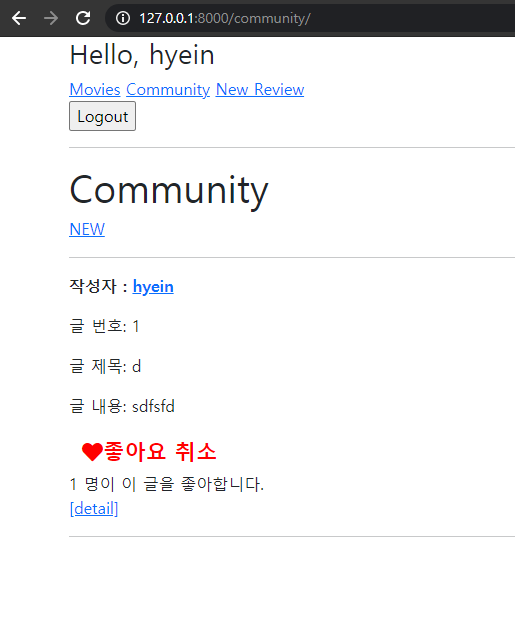 127.0.0.1:8000/community/
Hello, hyein
Movies Community New Review
Logout
Community
NEW
작성자 : hyein
글 번호: 1
글 제목: d
글 내용: sdfsfd
좋아요 취소
1 명이 이 글을 좋아합니다.
[detail]